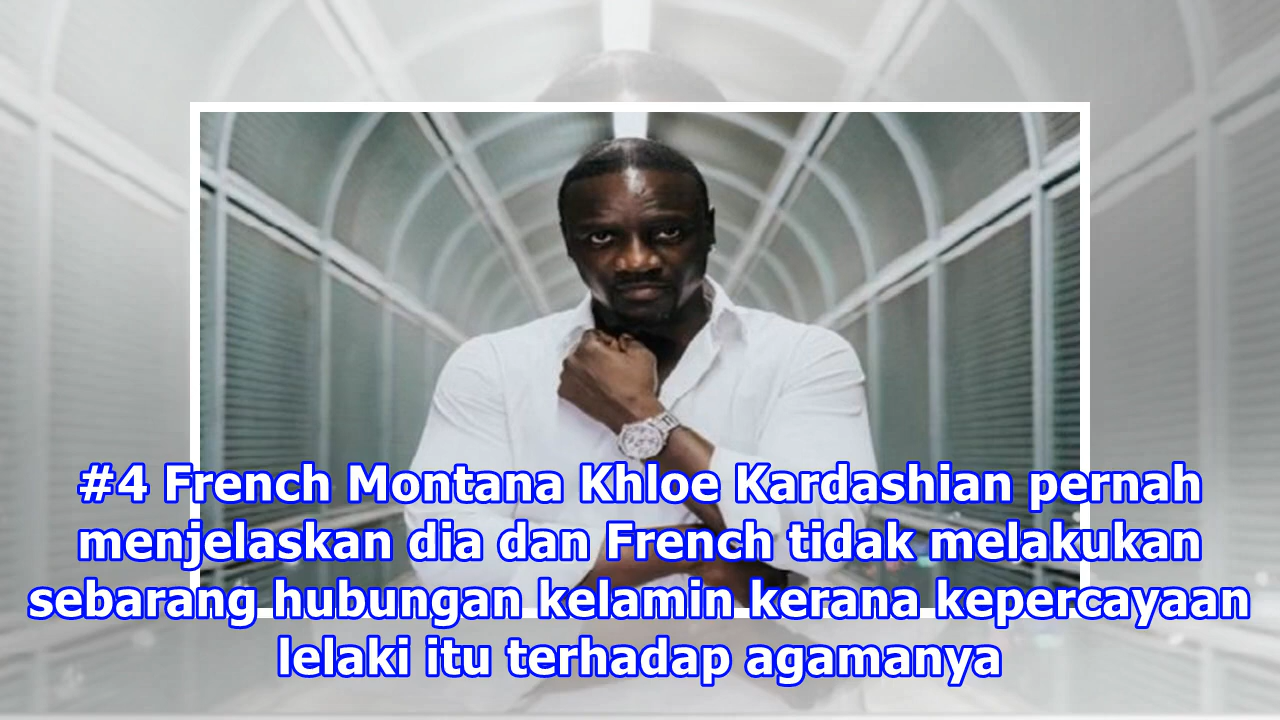 #4 French Montana Khloe Kardashian pernah
menjelaskan dia dan French tidak melakukan
sebarang hubungan kelamin kerana kepercayaan
lelaki itu terhadap agamanya